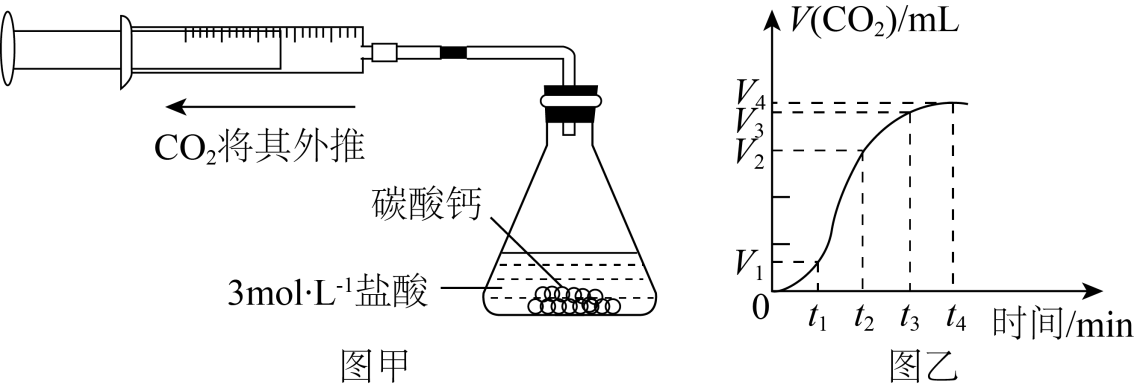 CO₂将其外推
碳酸钙
3mol·L⁻¹盐酸
图甲
V(CO₂)/mL
V₄
V₃
V₂
V₁
0
t₁ t₂ t₃ t₄ 时间/min
图乙